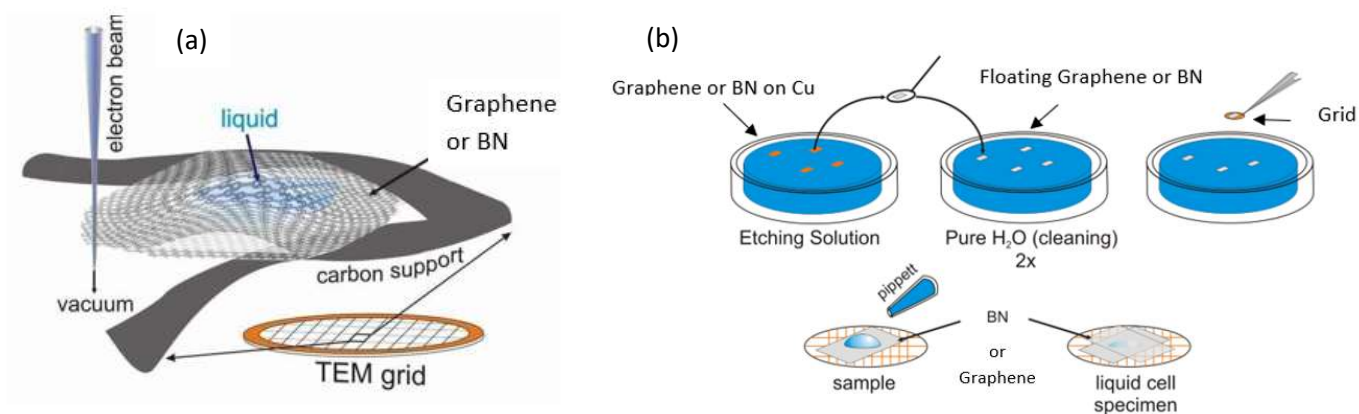 (a)
electron beam
liquid
Graphene
or BN
carbon support
vacuum
TEM grid
(b)
Graphene or BN on Cu
Floating Graphene or BN
Grid
Etching Solution
Pure H₂O (cleaning)
2x
pippett
BN
or
Graphene
sample
liquid cell
specimen